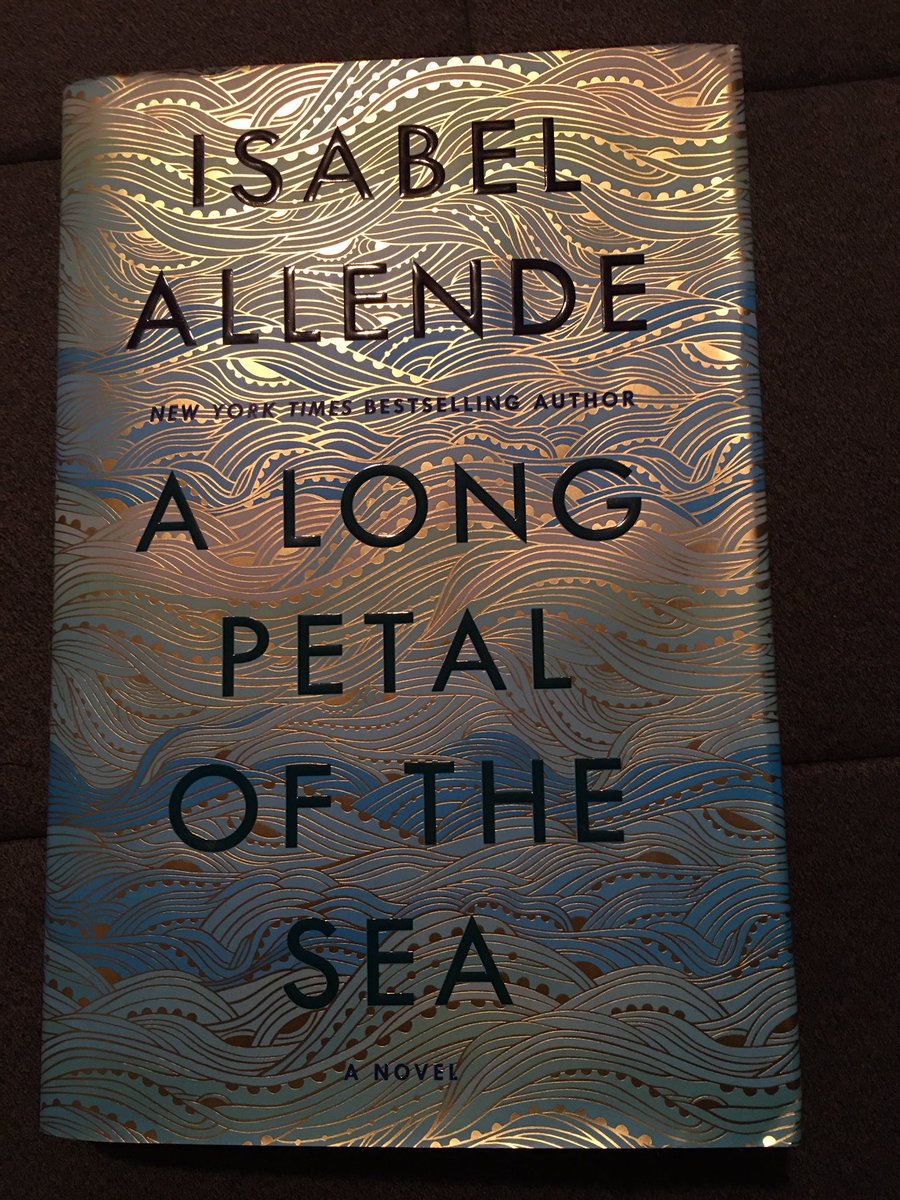 ISABEL
ALLENDE
NEW YORK TIMES BESTSELLING AUTHOR
A LONG
PETAL
OF THE
SEA
A NOVEL